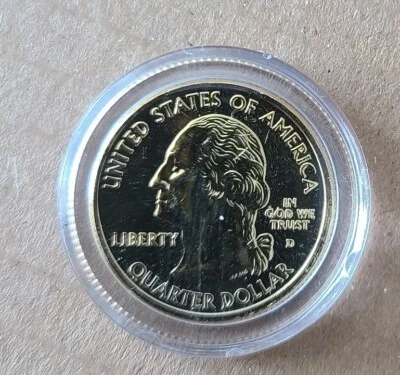 UNITED STATES OF AMERICA
IN
GOD WE
TRUST
LIBERTY
D
QUARTER DOLLAR